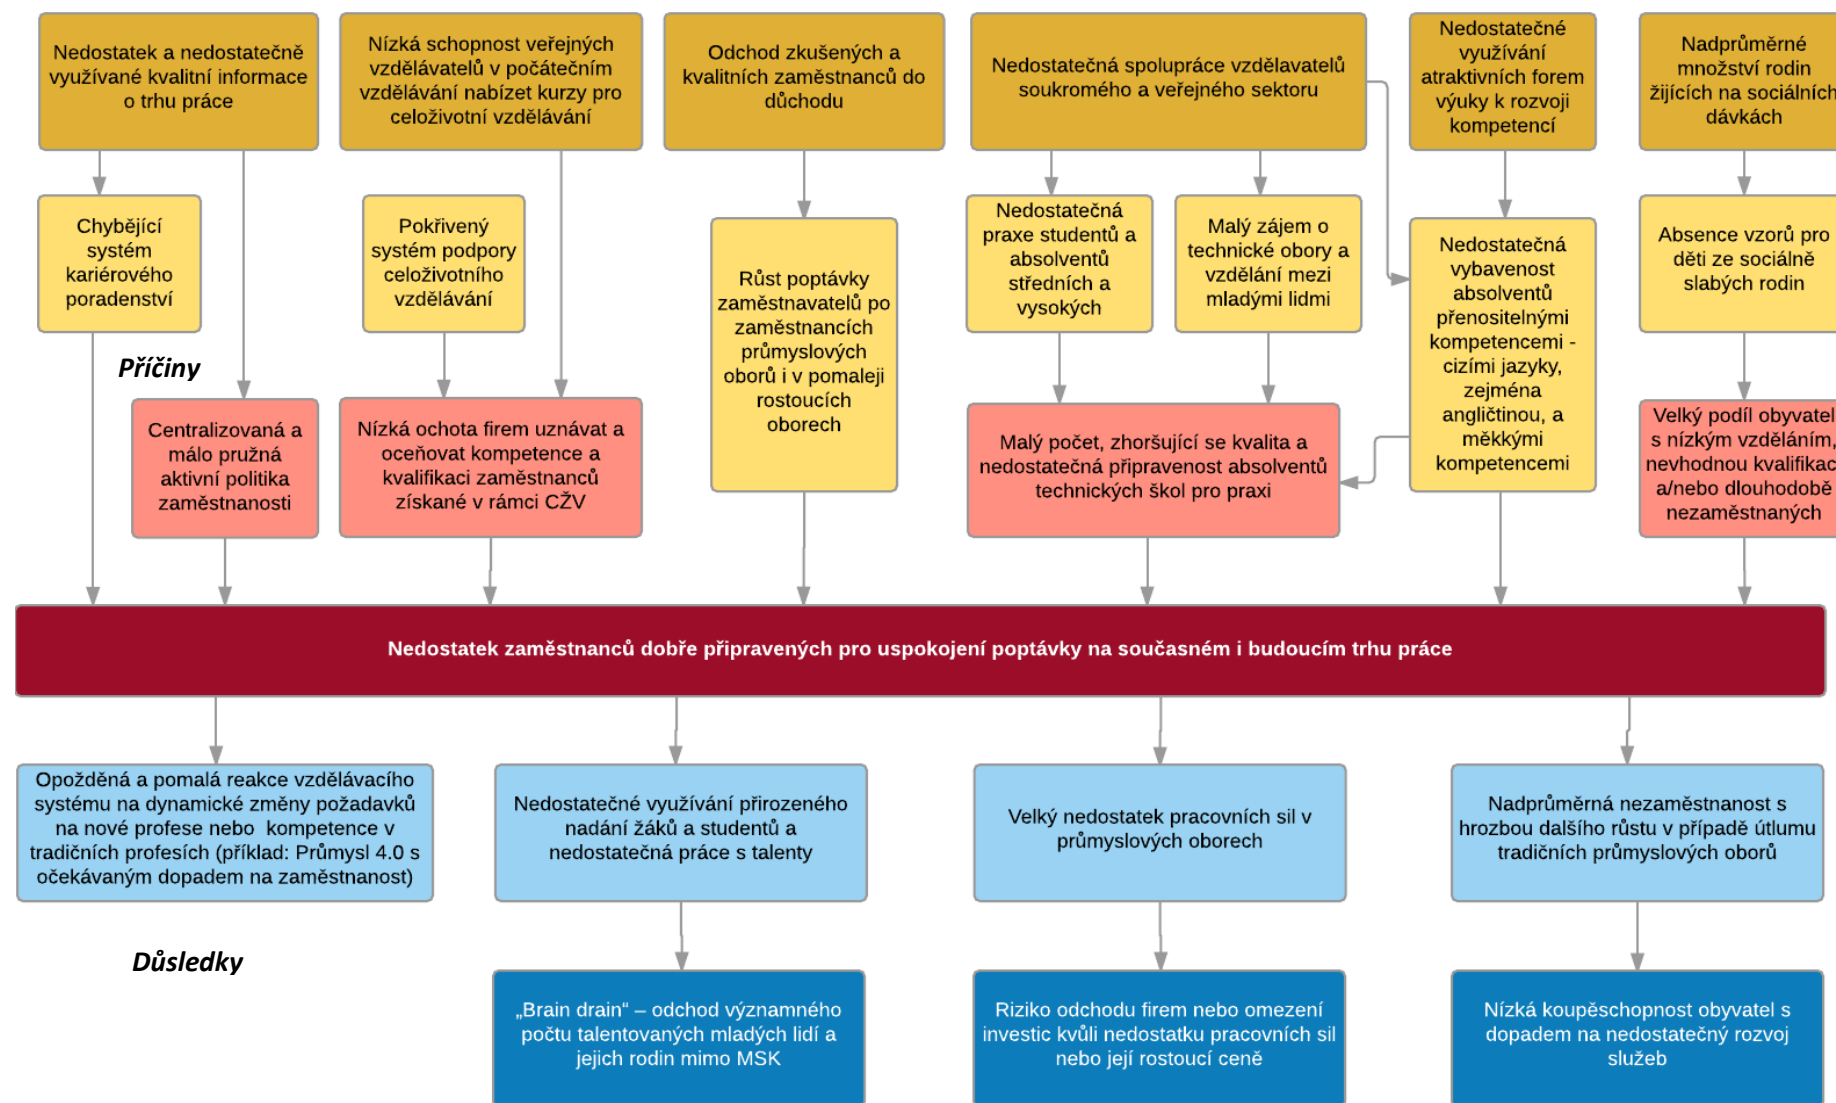 Nedostatek a nedostatečně
využívané kvalitní informace
o trhu práce
Nízká schopnost veřejných
vzdělávatelů v počátečním
vzdělávání nabízet kurzy pro
celoživotní vzdělávání
Odchod zkušených a
kvalitních zaměstnanců do
důchodu
Nedostatečná spolupráce vzdělavatelů
soukromého a veřejného sektoru
Nedostatečné
využívání
atraktivních forem
výuky k rozvoji
kompetencí
Nadprůměrné
množství rodin
žijících na sociálních
dávkách
Chybějící
systém
kariérového
poradenství
Pokřivený
systém podpory
celoživotního
vzdělávání
Růst poptávky
zaměstnavatelů po
zaměstnancích
průmyslových
oborů i v pomaleji
rostoucích
oborech
Nedostatečná
praxe studentů a
absolventů
středních a
vysokých
Malý zájem o
technické obory a
vzdělání mezi
mladými lidmi
Nedostatečná
vybavenost
absolventů
přenositelnými
kompetencemi -
cizími jazyky,
zejména
angličtinou, a
měkkými
kompetencemi
Absence vzorů pro
děti ze sociálně
slabých rodin
Příčiny
Centralizovaná a
málo pružná
aktivní politika
zaměstnanosti
Nízká ochota firem uznávat a
oceňovat kompetence a
kvalifikaci zaměstnanců
získané v rámci CŽV
Malý počet, zhoršující se kvalita a
nedostatečná připravenost absolventů
technických škol pro praxi
Velký podíl obyvatel
s nízkým vzděláním,
nevhodnou kvalifikac
a/nebo dlouhodobě
nezaměstnaných
Nedostatek zaměstnanců dobře připravených pro uspokojení poptávky na současném i budoucím trhu práce
Opožděná a pomalá reakce vzdělávacího
systému na dynamické změny požadavků
na nové profese nebo  kompetence v
tradičních profesích (příklad: Průmysl 4.0 s
očekávaným dopadem na zaměstnanost)
Nedostatečné využívání přirozeného
nadání žáků a studentů a
nedostatečná práce s talenty
Velký nedostatek pracovních sil v
průmyslových oborech
Nadprůměrná nezaměstnanost s
hrozbou dalšího růstu v případě útlumu
tradičních průmyslových oborů
Důsledky
„Brain drain“ – odchod významného
počtu talentovaných mladých lidí a
jejich rodin mimo MSK
Riziko odchodu firem nebo omezení
investic kvůli nedostatku pracovních sil
nebo její rostoucí ceně
Nízká koupěschopnost obyvatel s
dopadem na nedostatečný rozvoj
služeb